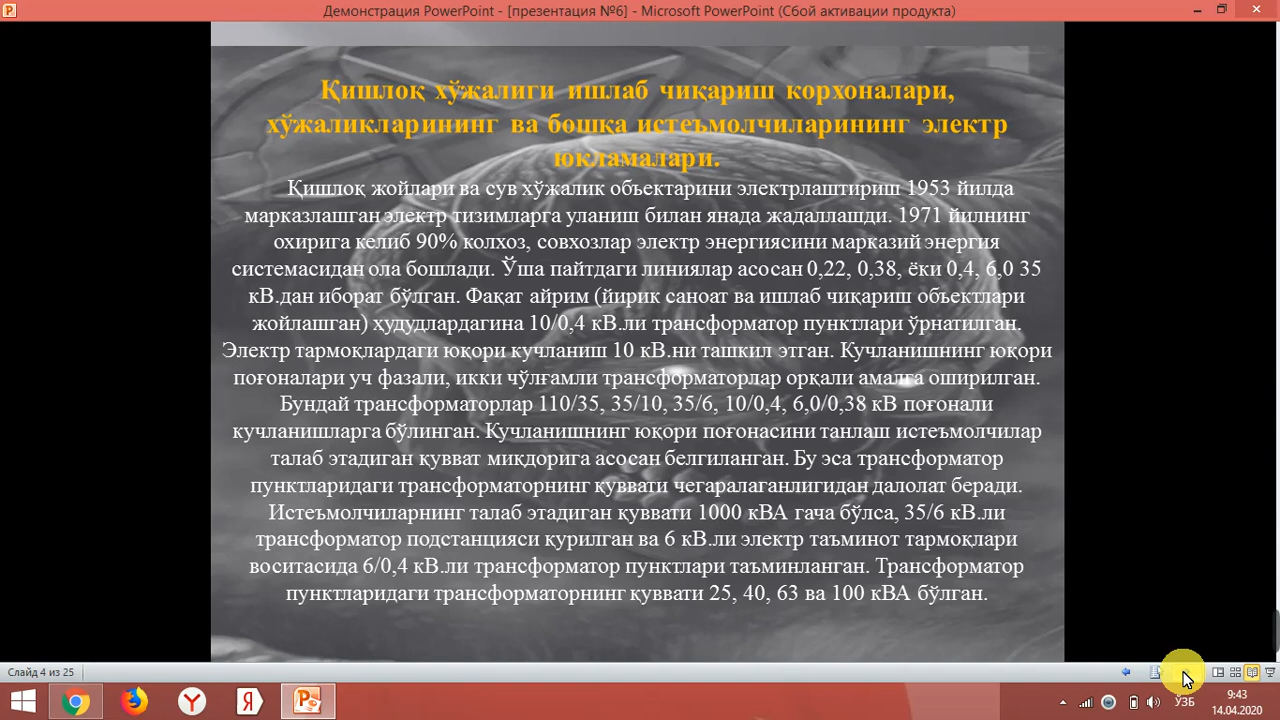 Демонстрация PowerPoint - [презентация №6] - Microsoft PowerPoint (Сбой активации продукта)
Қишлоқ хўжалиги ишлаб чиқариш корхоналари,
хўжаликларининг ва бошқа истеъмолчиларининг электр
юкламалари.
Қишлоқ жойлари ва сув хўжалик объектарини электрлаштириш 1953 йилда
марказлашган электр тизимларга уланиш билан янада жадаллашди. 1971 йилнинг
охирига келиб 90% колхоз, совхозлар электр энергиясини марказий энергия
системасидан ола бошлади. Ўша пайтдаги линиялар асосан 0,22, 0,38, ёки 0,4, 6,0 35
кВ.дан иборат бўлган. Фақат айрим (йирик саноат ва ишлаб чиқариш объектлари
жойлашган) ҳудудлардагина 10/0,4 кВ.ли трансформатор пунктлари ўрнатилган.
Электр тармоқлардаги юқори кучланиш 10 кВ.ни ташкил этган. Кучланишнинг юқори
поғоналари уч фазали, икки чўлғамли трансформаторлар орқали амалга оширилган.
Бундай трансформаторлар 110/35, 35/10, 35/6, 10/0,4, 6,0/0,38 кВ поғонали
кучланишларга бўлинган. Кучланишнинг юқори поғонасини танлаш истеъмолчилар
талаб этадиган қувват миқдорига асосан белгиланган. Бу эса трансформатор
пунктларидаги трансформаторнинг қуввати чегаралаганлигидан далолат беради.
Истеъмолчиларнинг талаб этадиган қуввати 1000 кВА гача бўлса, 35/6 кВ.ли
трансформатор подстанцияси қурилган ва 6 кВ.ли электр таъминот тармоқлари
воситасида 6/0,4 кВ.ли трансформатор пунктлари таъминланган. Трансформатор
пунктларидаги трансформаторнинг қуввати 25, 40, 63 ва 100 кВА бўлган.
Слайд 4 из 25
ЎЗБ
9:43
14.04.2020